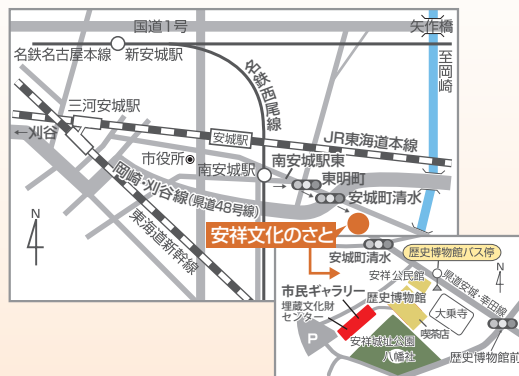 国道1号
矢作橋
名鉄名古屋本線
新安城駅
至岡崎
名鉄西尾線
三河安城駅
←刈谷
安城駅
JR東海道本線
市役所
南安城駅
南安城駅東
東明町
安城町清水
岡崎・刈谷線(県道48号線)
東海道新幹線
N
安祥文化のさと
安城町清水
歴史博物館バス停
N
安祥公民館
県道安城・幸田線
市民ギャラリー
歴史博物館
埋蔵文化財
センター
大乗寺
喫茶店
P
安祥城址公園
八幡社
歴史博物館前